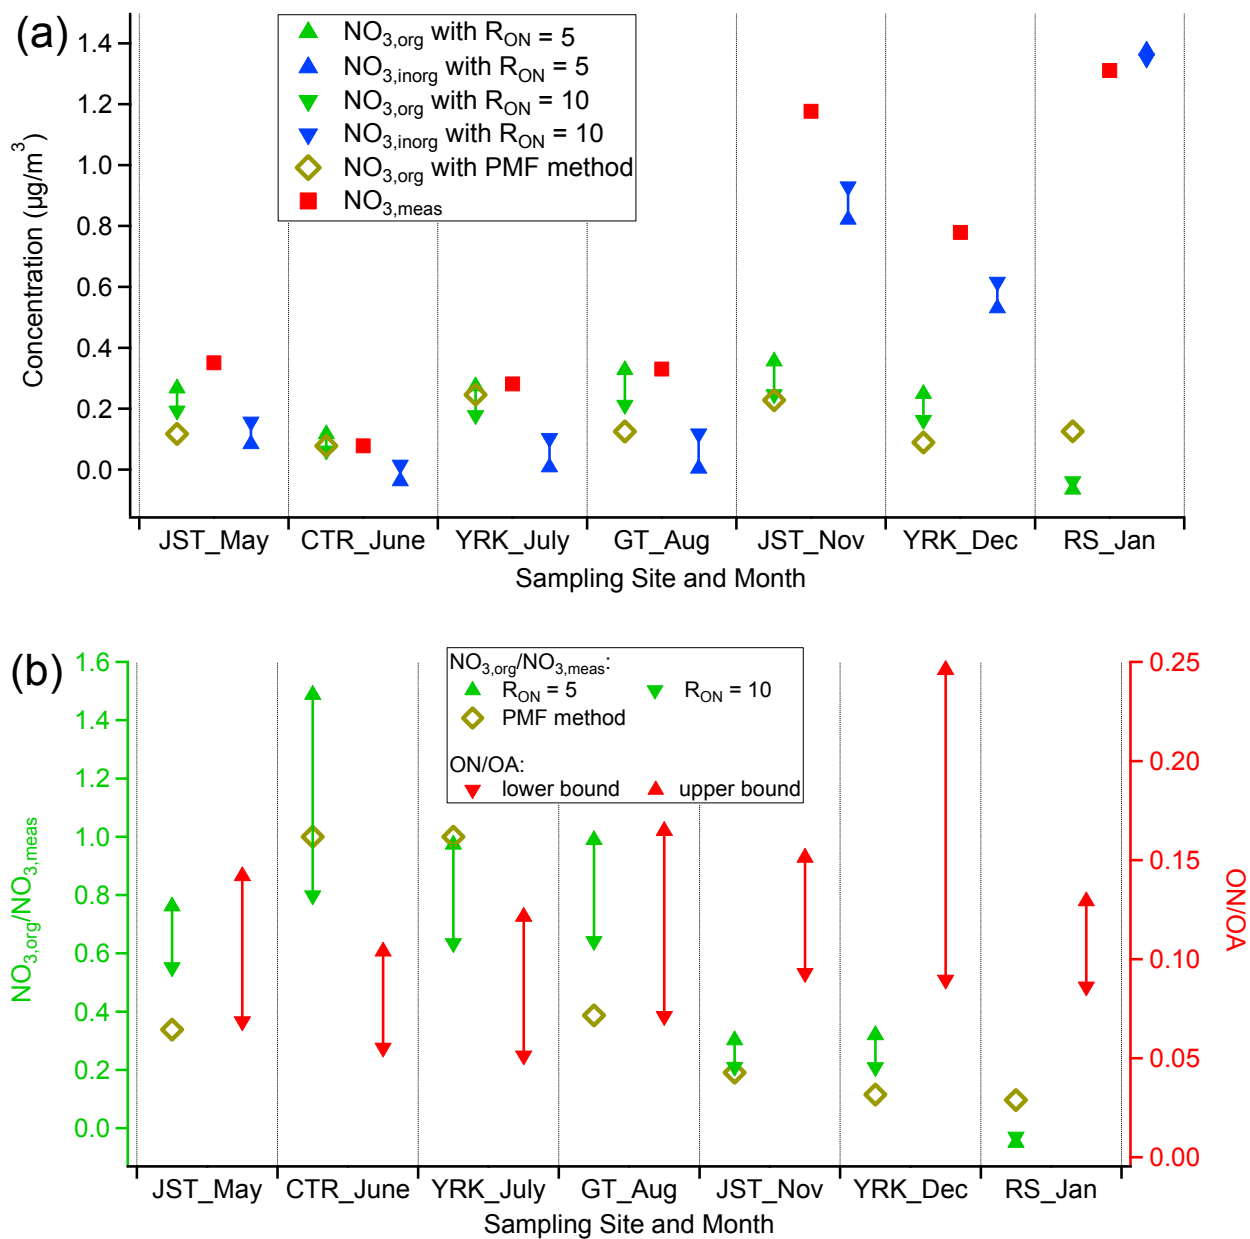 (a)
NO3,org with RON = 5
NO3,inorg with RON = 5
NO3,org with RON = 10
NO3,inorg with RON = 10
NO3,org with PMF method
NO3,meas
Concentration (µg/m3)
1.4
1.2
1.0
0.8
0.6
0.4
0.2
0.0
JST_May CTR_June YRK_July GT_Aug JST_Nov YRK_Dec RS_Jan
Sampling Site and Month
(b)
NO3,org/NO3,meas:
RON = 5 RON = 10
PMF method
ON/OA:
lower bound upper bound
NO3,org/NO3,meas
1.6
1.4
1.2
1.0
0.8
0.6
0.4
0.2
0.0
0.25
0.20
0.15
0.10
0.05
0.00
ON/OA
JST_May CTR_June YRK_July GT_Aug JST_Nov YRK_Dec RS_Jan
Sampling Site and Month